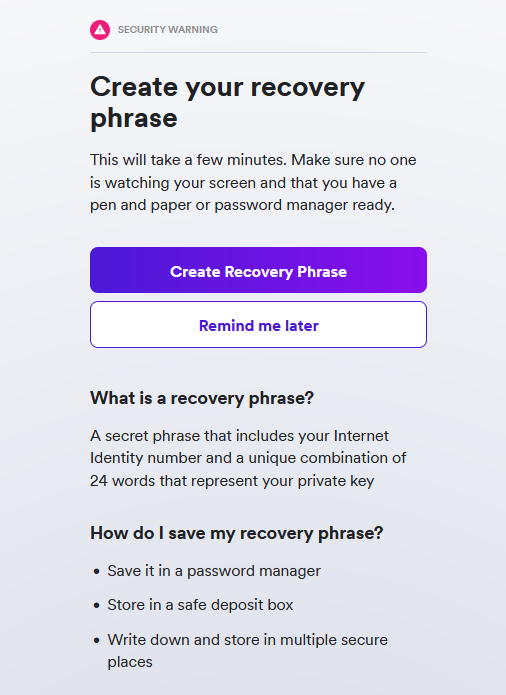 SECURITY WARNING
Create your recovery
phrase
This will take a few minutes. Make sure no one
is watching your screen and that you have a
pen and paper or password manager ready.
Create Recovery Phrase
Remind me later
What is a recovery phrase?
A secret phrase that includes your Internet
Identity number and a unique combination of
24 words that represent your private key
How do I save my recovery phrase?
• Save it in a password manager
• Store in a safe deposit box
• Write down and store in multiple secure
places